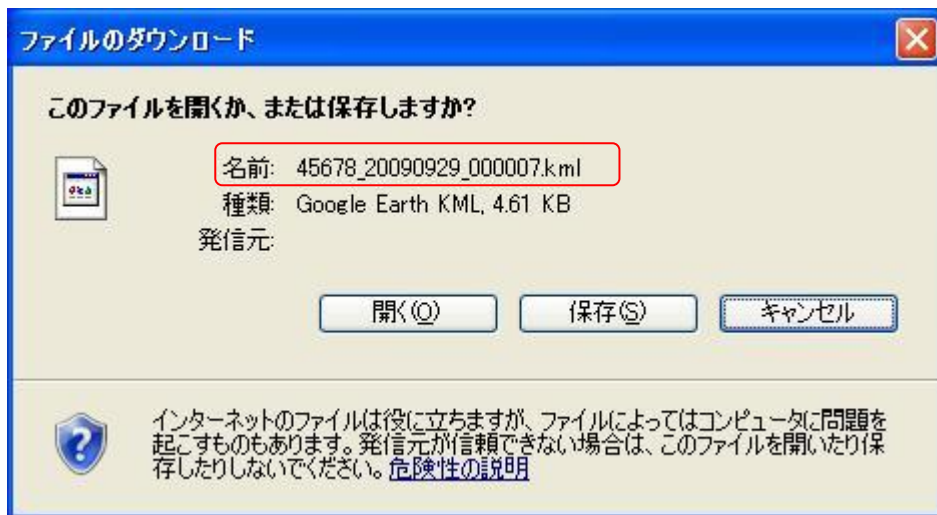 ファイルのダウンロード
このファイルを開くか、または保存しますか?
名前: 45678_20090929_000007.kml
種類: Google Earth KML, 4.61 KB
発信元:
開く(O) 保存(S) キャンセル
インターネットのファイルは役に立ちますが、ファイルによってはコンピュータに問題を
起こすものもあります。発信元が信頼できない場合は、このファイルを開いたり保
存したりしないでください。危険性の説明